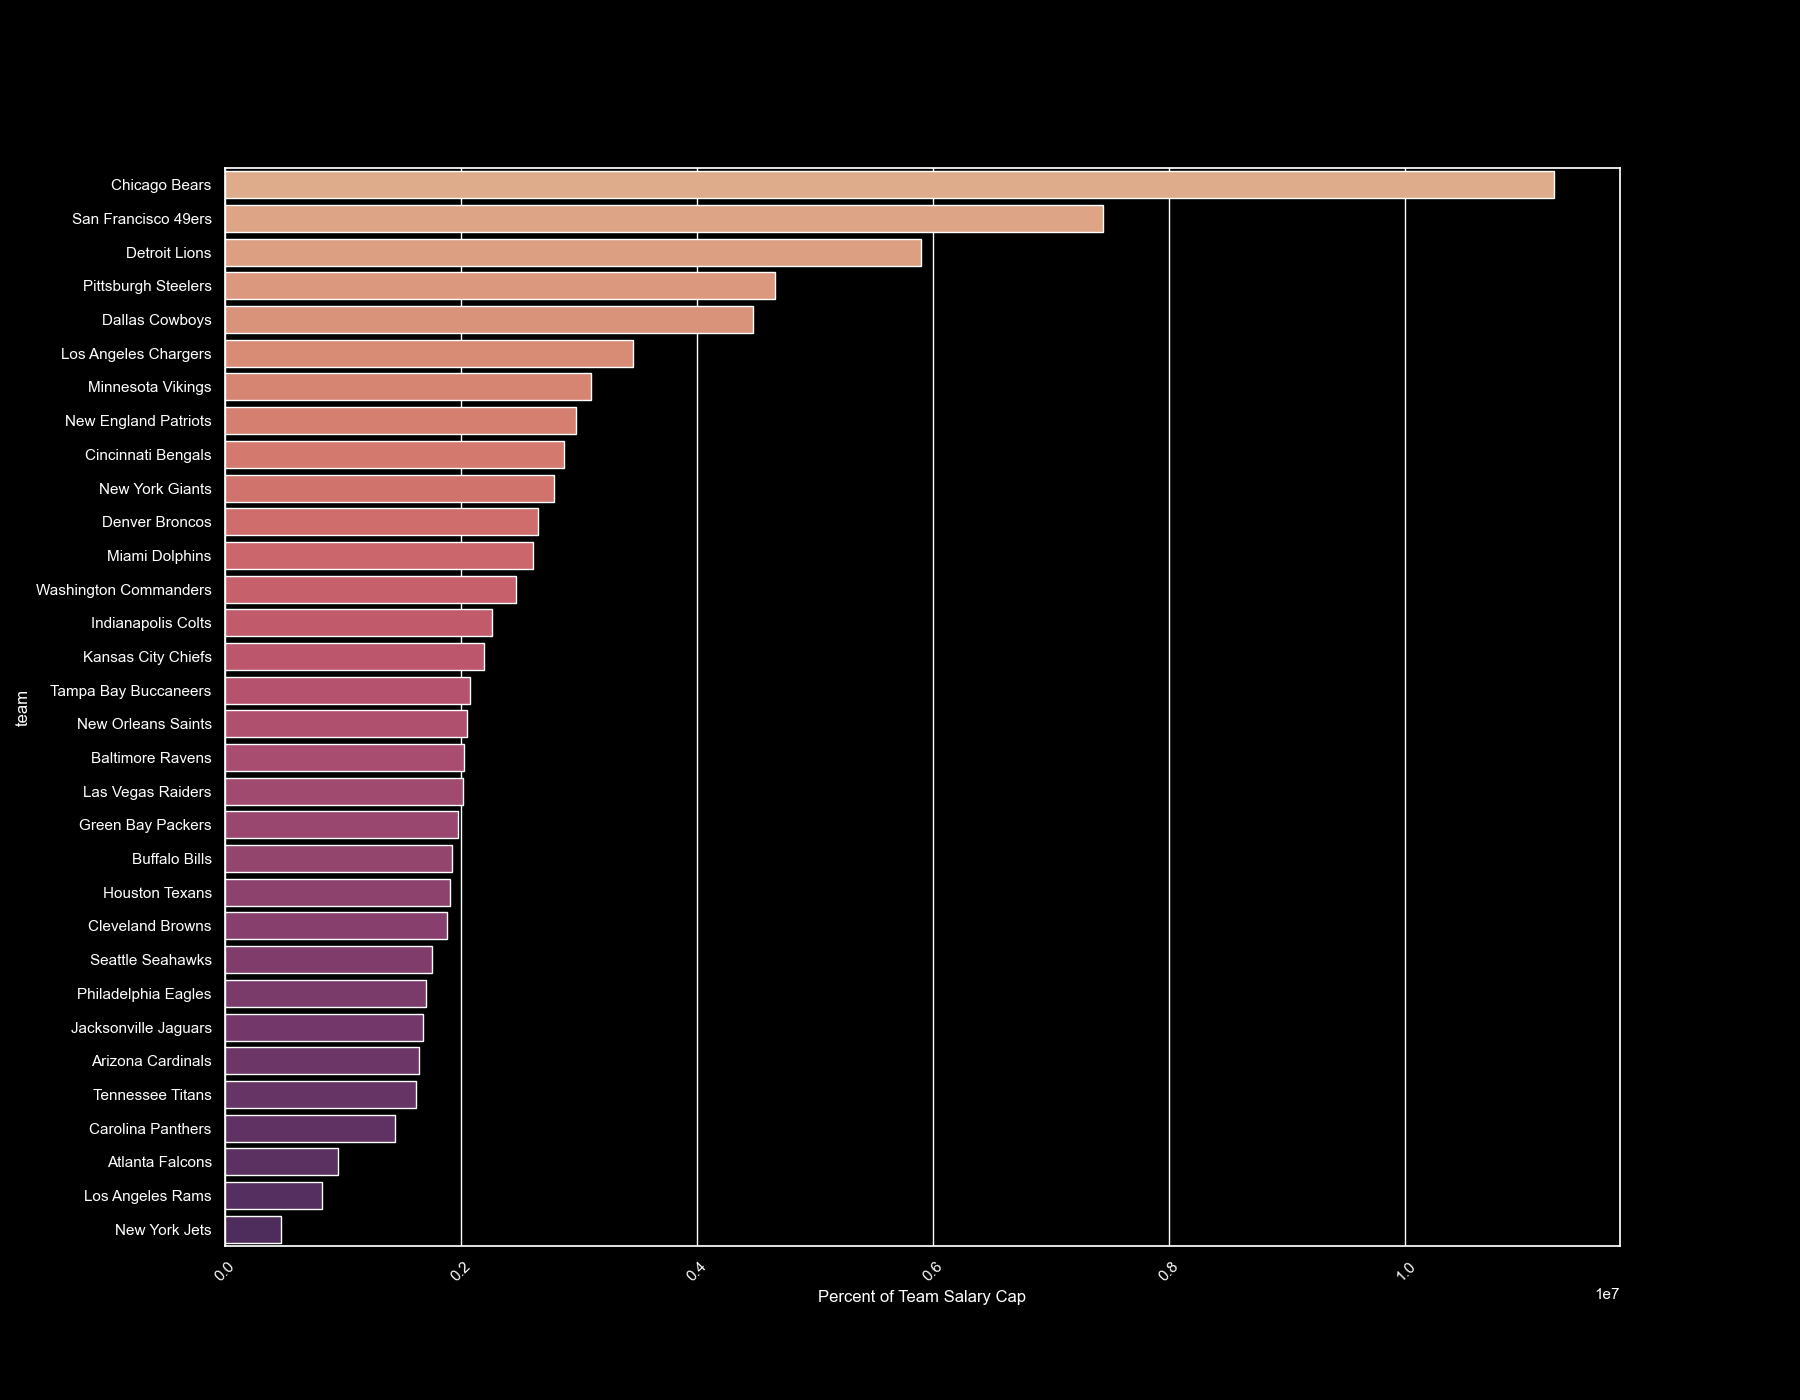 Chicago Bears
San Francisco 49ers
Detroit Lions
Pittsburgh Steelers
Dallas Cowboys
Los Angeles Chargers
Minnesota Vikings
New England Patriots
Cincinnati Bengals
New York Giants
Denver Broncos
Miami Dolphins
Washington Commanders
Indianapolis Colts
Kansas City Chiefs
Tampa Bay Buccaneers
New Orleans Saints
Baltimore Ravens
Las Vegas Raiders
Green Bay Packers
Buffalo Bills
Houston Texans
Cleveland Browns
Seattle Seahawks
Philadelphia Eagles
Jacksonville Jaguars
Arizona Cardinals
Tennessee Titans
Carolina Panthers
Atlanta Falcons
Los Angeles Rams
New York Jets
team
0.0 0.2 0.4 0.6 0.8 1.0
1e7
Percent of Team Salary Cap